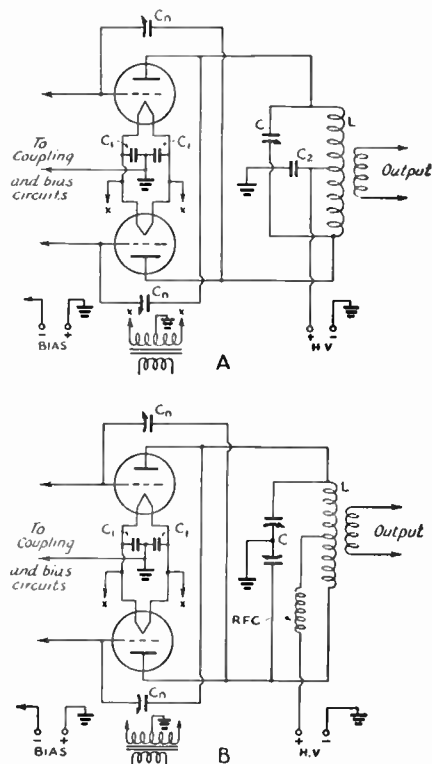 Cn
C1
C1
To
Coupling
and bias
circuits
x
x
C
L
C2
Output
Cn
x
x
- +
BIAS
A
+ -
H.V
Cn
C1
C1
To
Coupling
and bias
circuits
x
x
L
C
Output
RFC
Cn
- +
BIAS
B
+ -
H.V